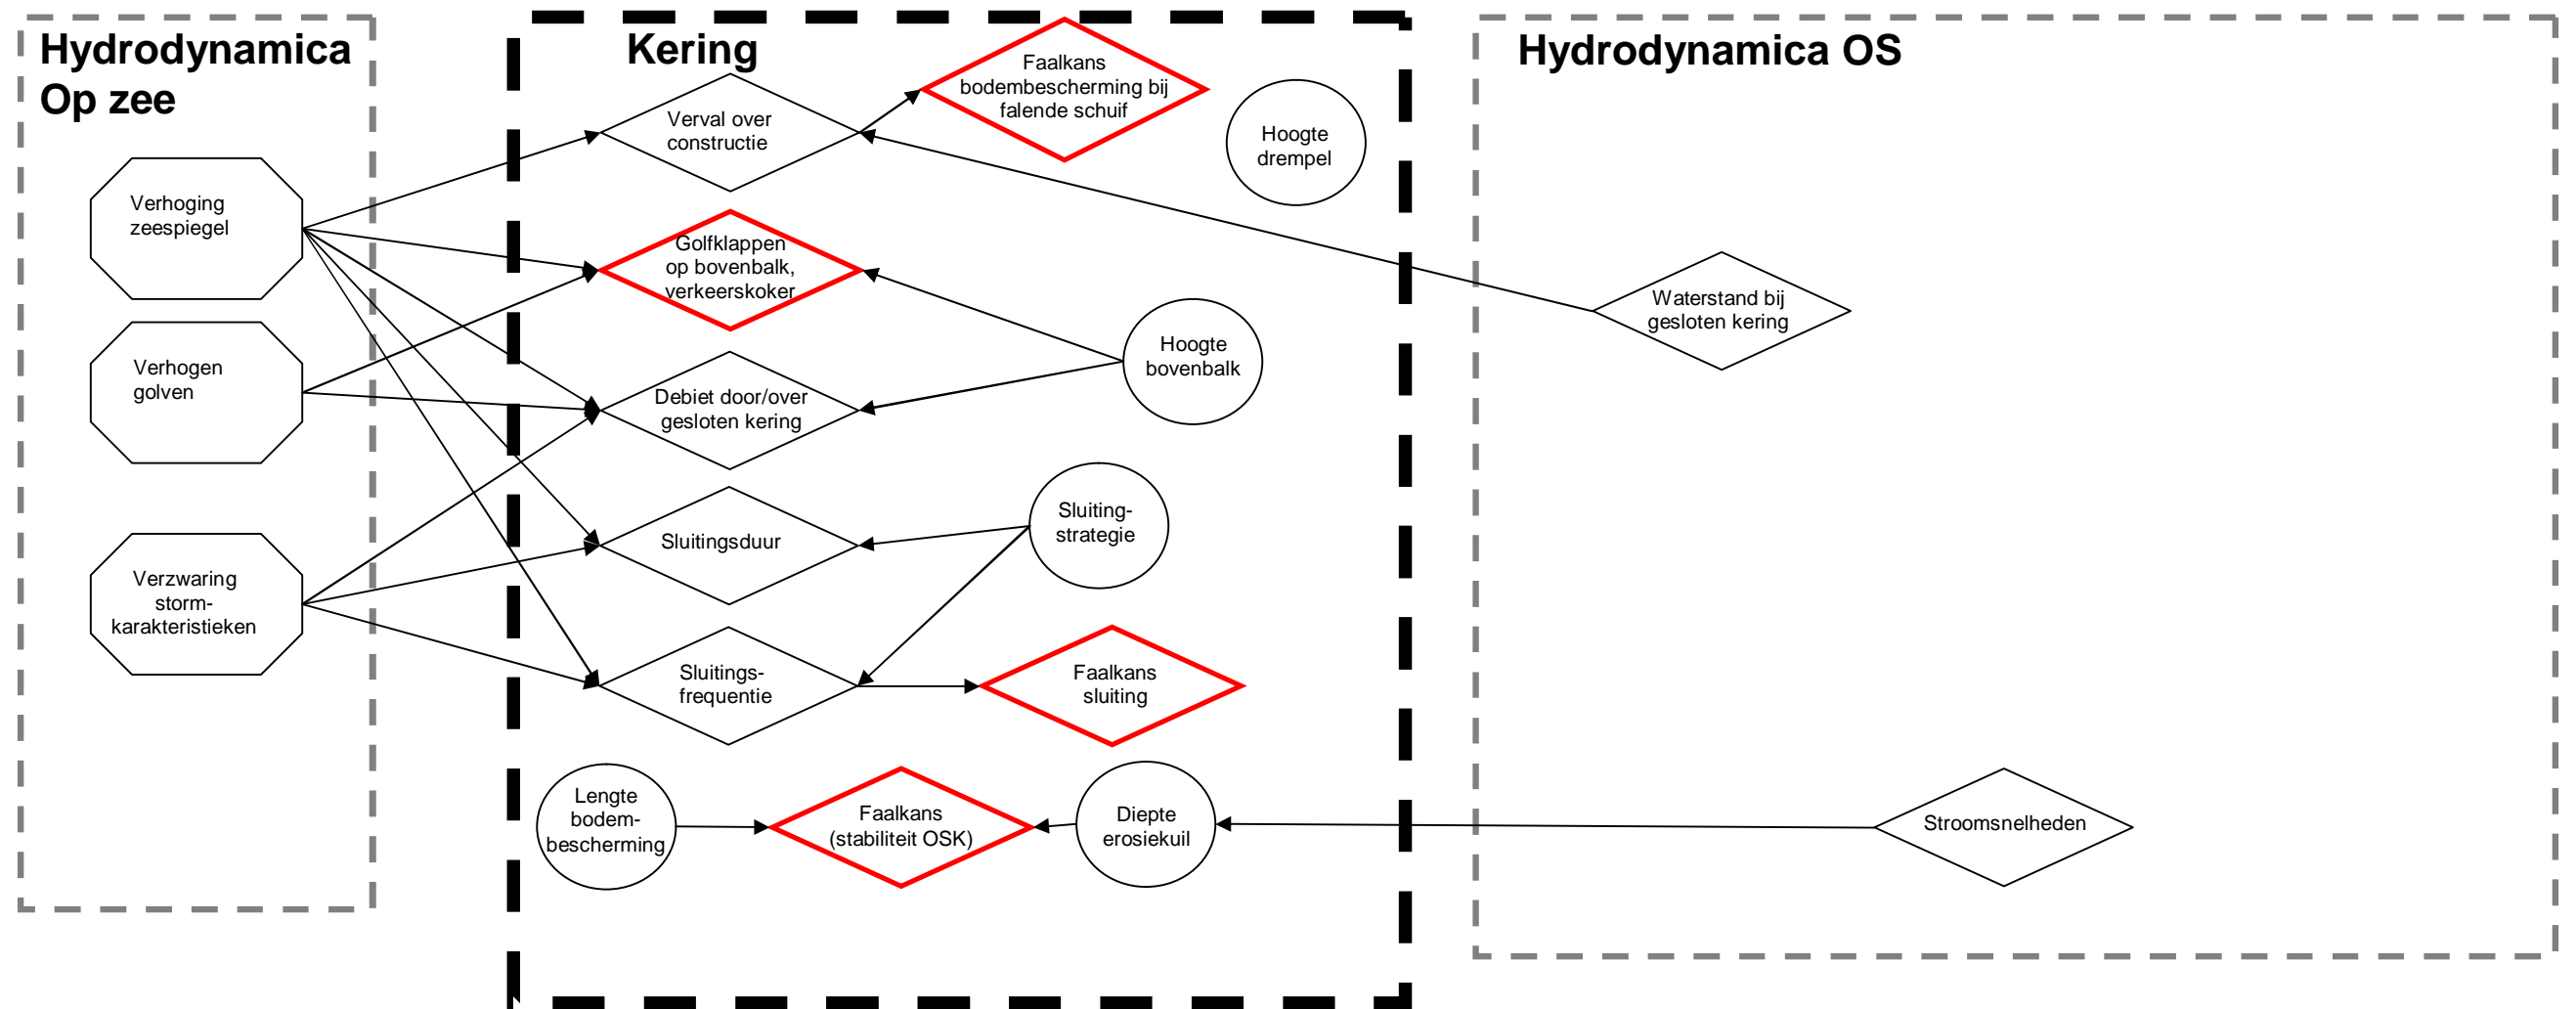 Hydrodynamica
Op zee
Verhoging
zeespiegel
Verhogen
golven
Verzwaring
storm-
karakteristieken
Kering
Verval over
constructie
Faalkans
bodembescherming bij
falende schuif
Hoogte
drempel
Golfklappen
op bovenbalk,
verkeerskoker
Hoogte
bovenbalk
Debiet door/over
gesloten kering
Sluiting-
strategie
Sluitingsduur
Sluitings-
frequentie
Faalkans
sluiting
Lengte
bodem-
bescherming
Faalkans
(stabiliteit OSK)
Diepte
erosiekuil
Hydrodynamica OS
Waterstand bij
gesloten kering
Stroomsnelheden